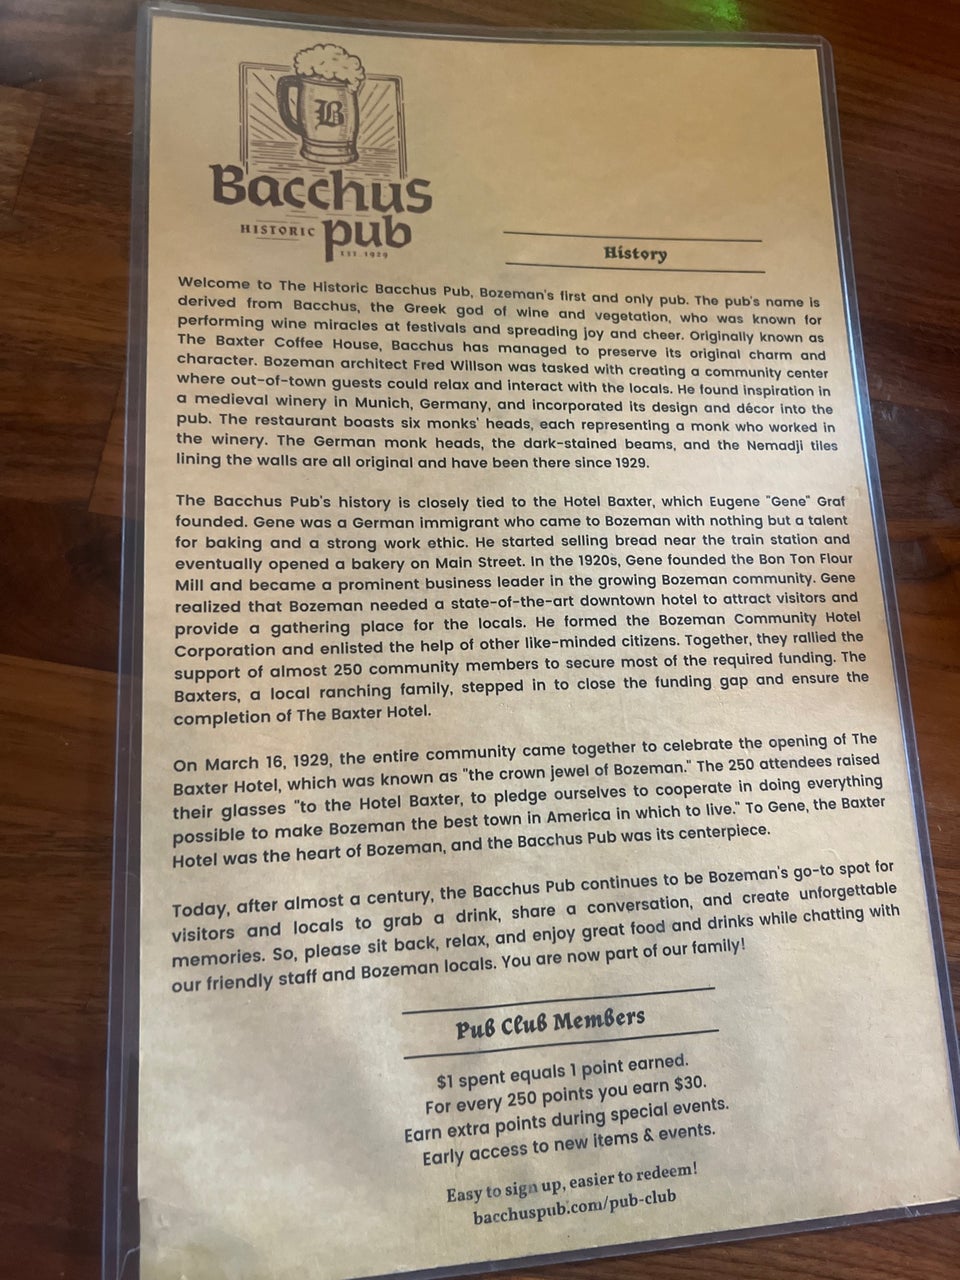 B
Bacchus
HISTORIC pub
EST. 1929
History
Welcome to The Historic Bacchus Pub, Bozeman's first and only pub. The pub's name is
derived from Bacchus, the Greek god of wine and vegetation, who was known for
performing wine miracles at festivals and spreading joy and cheer. Originally known as
The Baxter Coffee House, Bacchus has managed to preserve its original charm and
character. Bozeman architect Fred Willson was tasked with creating a community center
where out-of-town guests could relax and interact with the locals. He found inspiration in
a medieval winery in Munich, Germany, and incorporated its design and décor into the
pub. The restaurant boasts six monks' heads, each representing a monk who worked in
the winery. The German monk heads, the dark-stained beams, and the Nemadji tiles
lining the walls are all original and have been there since 1929.
The Bacchus Pub's history is closely tied to the Hotel Baxter, which Eugene "Gene" Graf
founded. Gene was a German immigrant who came to Bozeman with nothing but a talent
for baking and a strong work ethic. He started selling bread near the train station and
eventually opened a bakery on Main Street. In the 1920s, Gene founded the Bon Ton Flour
Mill and became a prominent business leader in the growing Bozeman community. Gene
realized that Bozeman needed a state-of-the-art downtown hotel to attract visitors and
provide a gathering place for the locals. He formed the Bozeman Community Hotel
Corporation and enlisted the help of other like-minded citizens. Together, they rallied the
support of almost 250 community members to secure most of the required funding. The
Baxters, a local ranching family, stepped in to close the funding gap and ensure the
completion of The Baxter Hotel.
On March 16, 1929, the entire community came together to celebrate the opening of The
Baxter Hotel, which was known as "the crown jewel of Bozeman." The 250 attendees raised
their glasses "to the Hotel Baxter, to pledge ourselves to cooperate in doing everything
possible to make Bozeman the best town in America in which to live." To Gene, the Baxter
Hotel was the heart of Bozeman, and the Bacchus Pub was its centerpiece.
Today, after almost a century, the Bacchus Pub continues to be Bozeman's go-to spot for
visitors and locals to grab a drink, share a conversation, and create unforgettable
memories. So, please sit back, relax, and enjoy great food and drinks while chatting with
our friendly staff and Bozeman locals. You are now part of our family!
Pub Club Members
$1 spent equals 1 point earned.
For every 250 points you earn $30.
Earn extra points during special events.
Early access to new items & events.
Easy to sign up, easier to redeem!
bacchuspub.com/pub-club